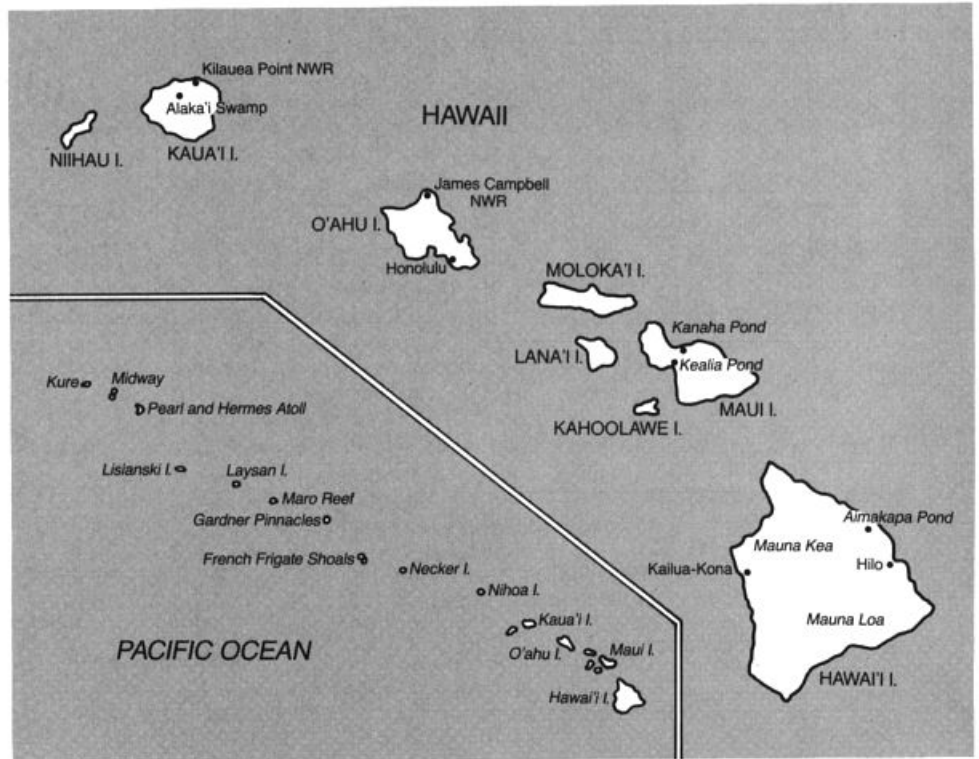 Kilauea Point NWR
Alaka'i Swamp
HAWAII
NIIHAU I.
KAUA'I I.
James Campbell
NWR
O'AHU I.
Honolulu
MOLOKA'I I.
Kanaha Pond
LANA'I I.
Kealia Pond
MAUI I.
KAHOOLAWE I.
Kure
Midway
Pearl and Hermes Atoll
Lisianski I.
Laysan I.
Maro Reef
Gardner Pinnacles
Aimakapa Pond
Mauna Kea
French Frigate Shoals
Necker I.
Kailua-Kona
Hilo
Nihoa I.
Kaua'i I.
Mauna Loa
PACIFIC OCEAN
O'ahu I.
Maui I.
HAWAI'I I.
Hawai'i I.